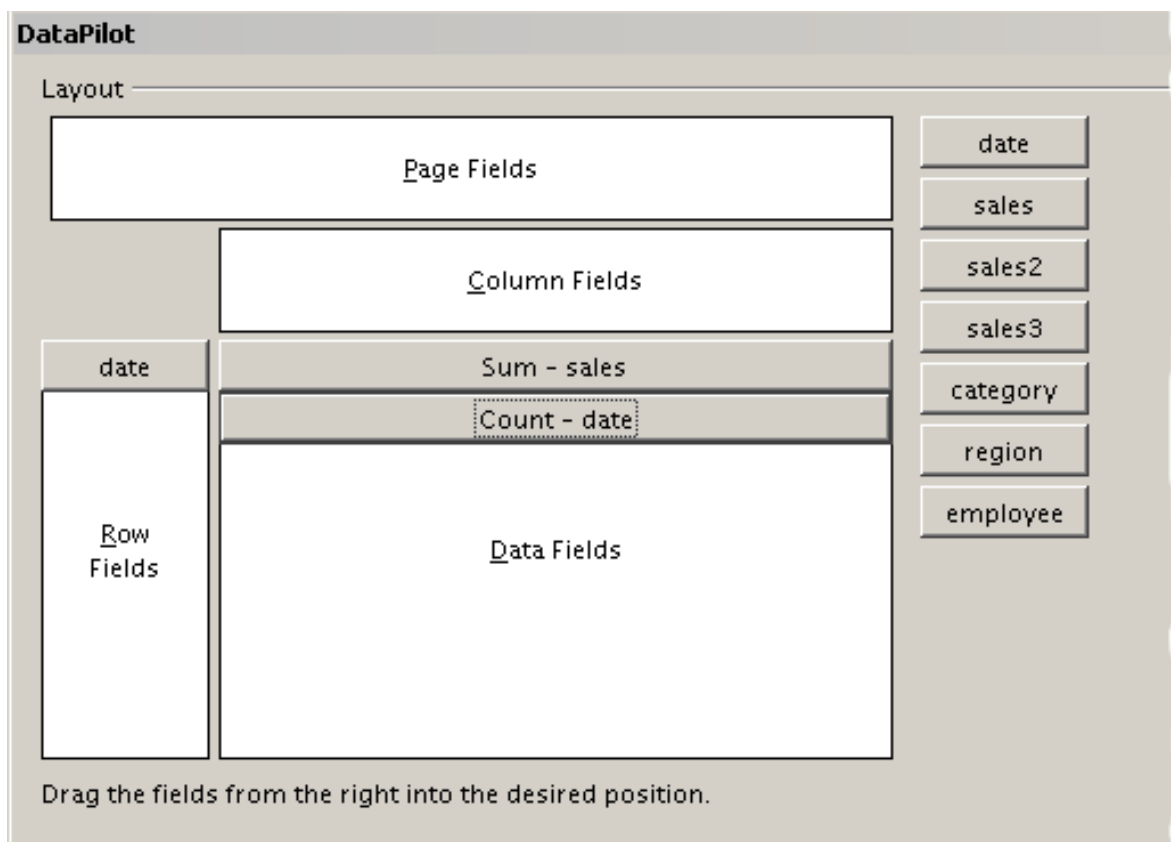 DataPilot
Layout
Page Fields
date
sales
Column Fields
sales2
sales3
date
Sum - sales
category
Count - date
region
employee
Row
Fields
Data Fields
Drag the fields from the right into the desired position.